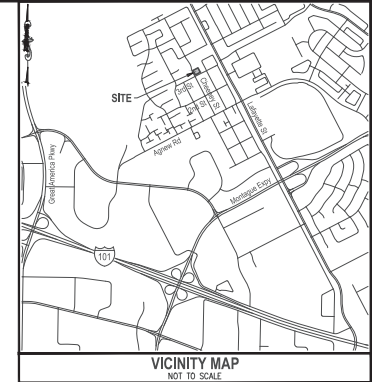 SITE
3rd St
Cheeney St
2nd St
Lafayette St
Agnew Rd
Great America Pkwy
Montague Expy
101
VICINITY MAP
NOT TO SCALE